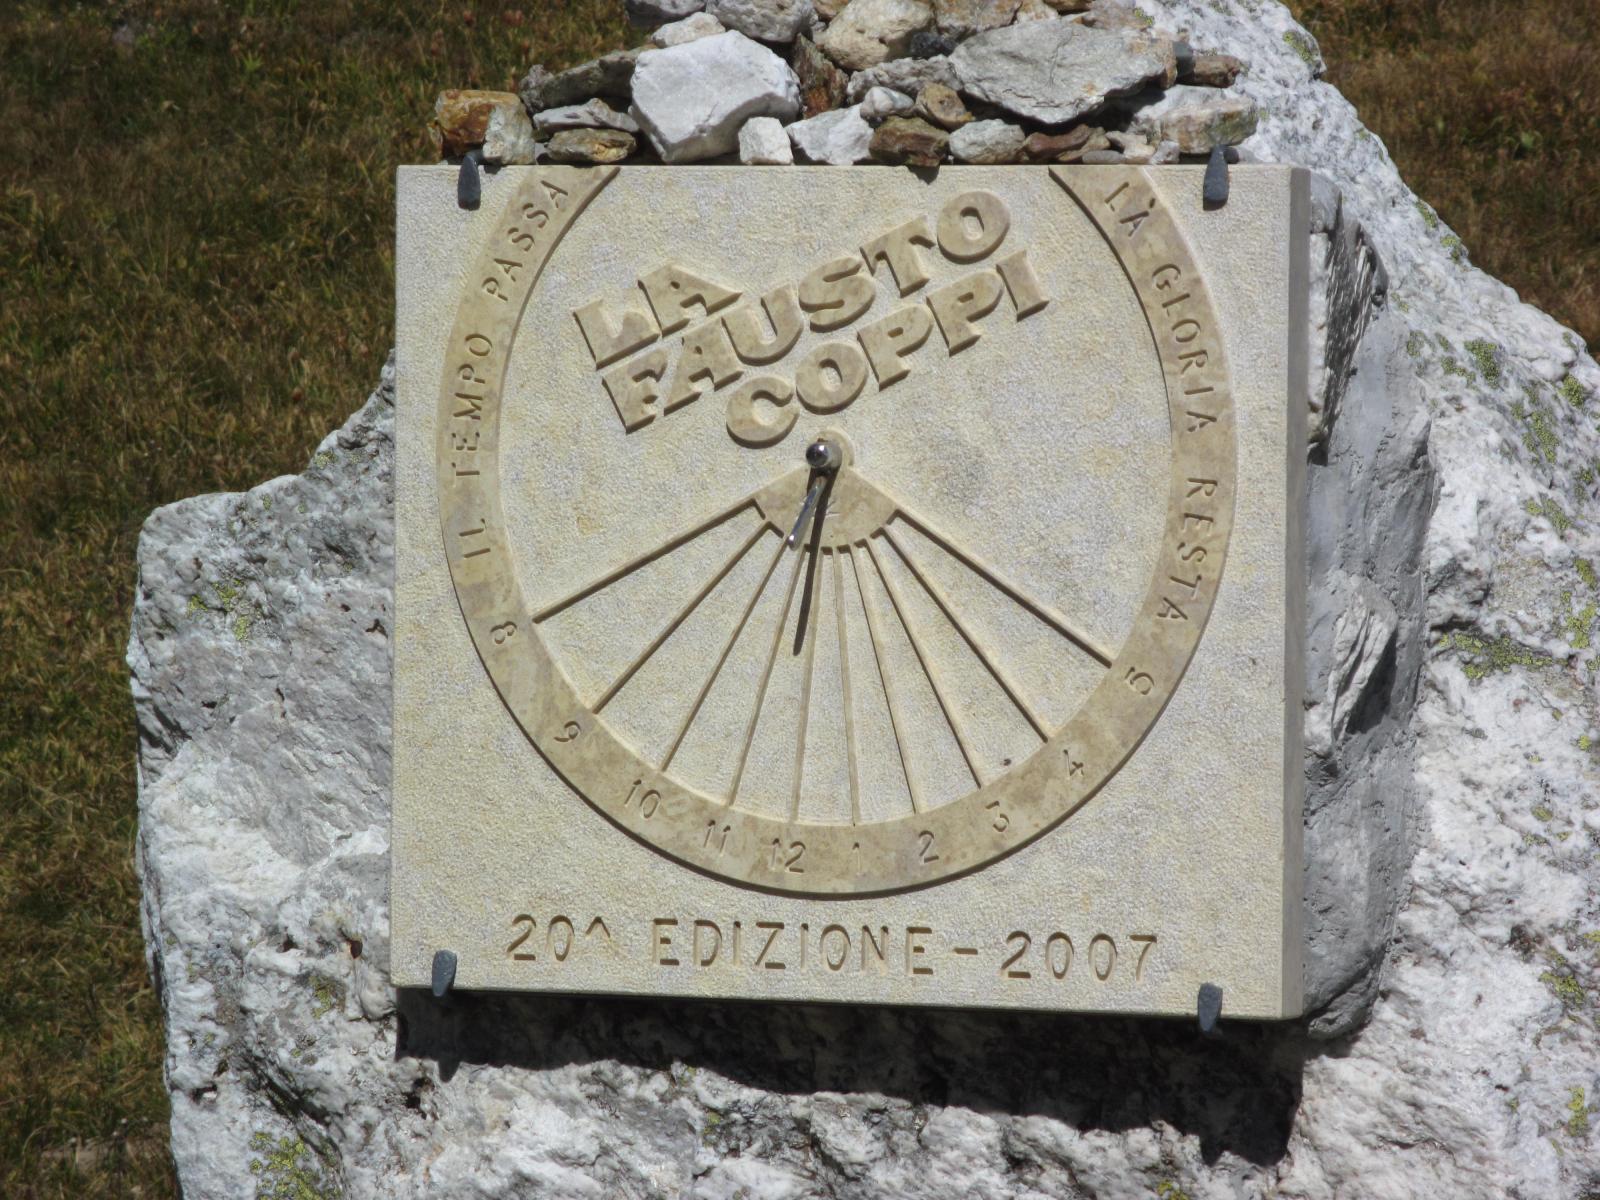 IL TEMPO PASSA
LA GLORIA RESTA
LA
FAUSTO
COPPI
8 9 10 11 12 1 2 3 4 5
20^ EDIZIONE - 2007